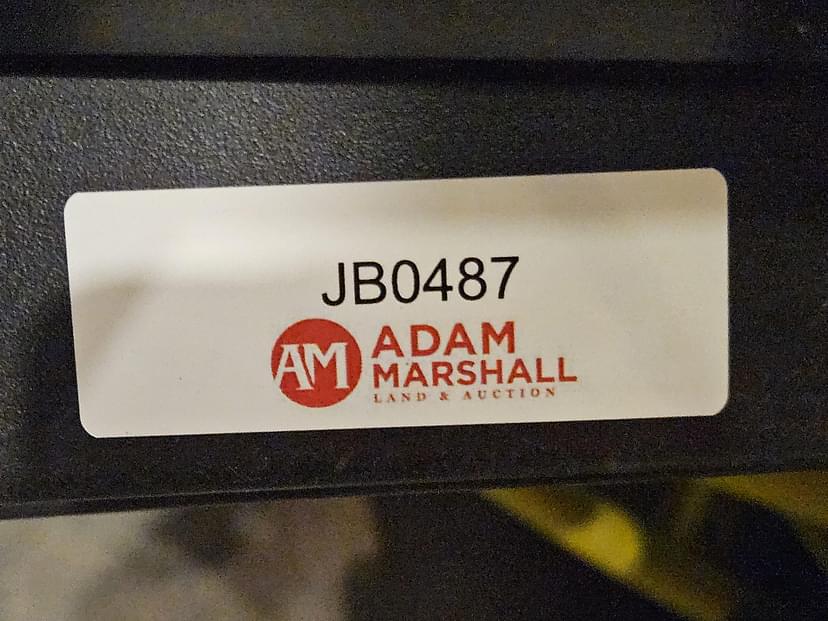 JB0487
AM
ADAM
MARSHALL
LAND & AUCTION